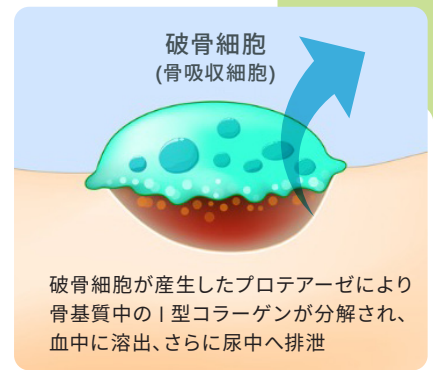 破骨細胞
(骨吸収細胞)
破骨細胞が産生したプロテアーゼにより
骨基質中のⅠ型コラーゲンが分解され、
血中に溶出、さらに尿中へ排泄